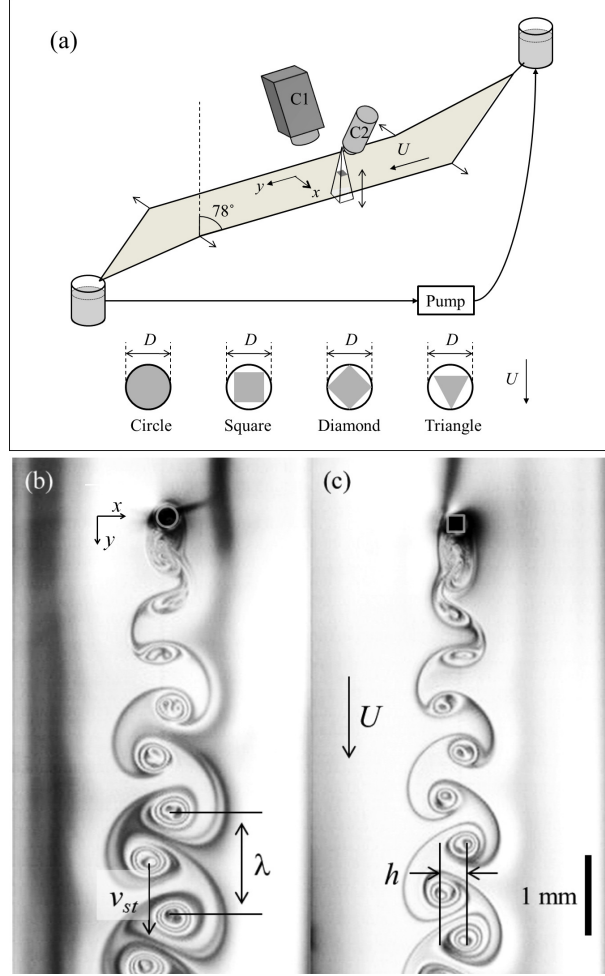 (a)
C1
C2
U
y
x
78°
Pump
D D D D
U
Circle Square Diamond Triangle
(b)
x
y
λ
v_st
(c)
U
h
1 mm